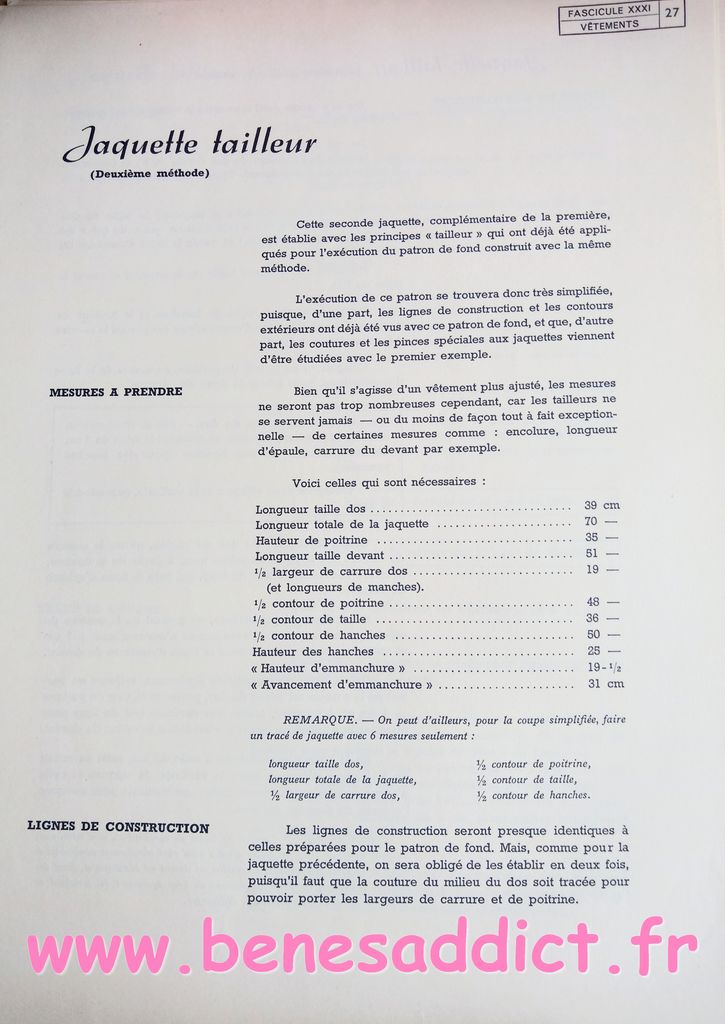 FASCICULE XXXI 27
VÊTEMENTS
Jaquette tailleur
(Deuxième méthode)
Cette seconde jaquette, complémentaire de la première,
est établie avec les principes « tailleur » qui ont déjà été appli-
qués pour l'exécution du patron de fond construit avec la même
méthode.
L'exécution de ce patron se trouvera donc très simplifiée,
puisque, d'une part, les lignes de construction et les contours
extérieurs ont déjà été vus avec ce patron de fond, et que, d'autre
part, les coutures et les pinces spéciales aux jaquettes viennent
d'être étudiées avec le premier exemple.
MESURES A PRENDRE
Bien qu'il s'agisse d'un vêtement plus ajusté, les mesures
ne seront pas trop nombreuses cependant, car les tailleurs ne
se servent jamais — ou du moins de façon tout à fait exception-
nelle — de certaines mesures comme : encolure, longueur
d'épaule, carrure du devant par exemple.
Voici celles qui sont nécessaires :
Longueur taille dos ................................ 39 cm
Longueur totale de la jaquette ...................... 70 —
Hauteur de poitrine ................................ 35 —
Longueur taille devant .............................. 51 —
1/2 largeur de carrure dos .......................... 19 —
(et longueurs de manches).
1/2 contour de poitrine .............................. 48 —
1/2 contour de taille ................................ 36 —
1/2 contour de hanches .............................. 50 —
Hauteur des hanches ................................ 25 —
« Hauteur d'emmanchure » .......................... 19-1/2
« Avancement d'emmanchure » ...................... 31 cm
REMARQUE. — On peut d'ailleurs, pour la coupe simplifiée, faire
un tracé de jaquette avec 6 mesures seulement :
longueur taille dos, ½ contour de poitrine,
longueur totale de la jaquette, ½ contour de taille,
½ largeur de carrure dos, ½ contour de hanches.
LIGNES DE CONSTRUCTION
Les lignes de construction seront presque identiques à
celles préparées pour le patron de fond. Mais, comme pour la
jaquette précédente, on sera obligé de les établir en deux fois,
puisqu'il faut que la couture du milieu du dos soit tracée pour
pouvoir porter les largeurs de carrure et de poitrine.
www.benesaddict.fr